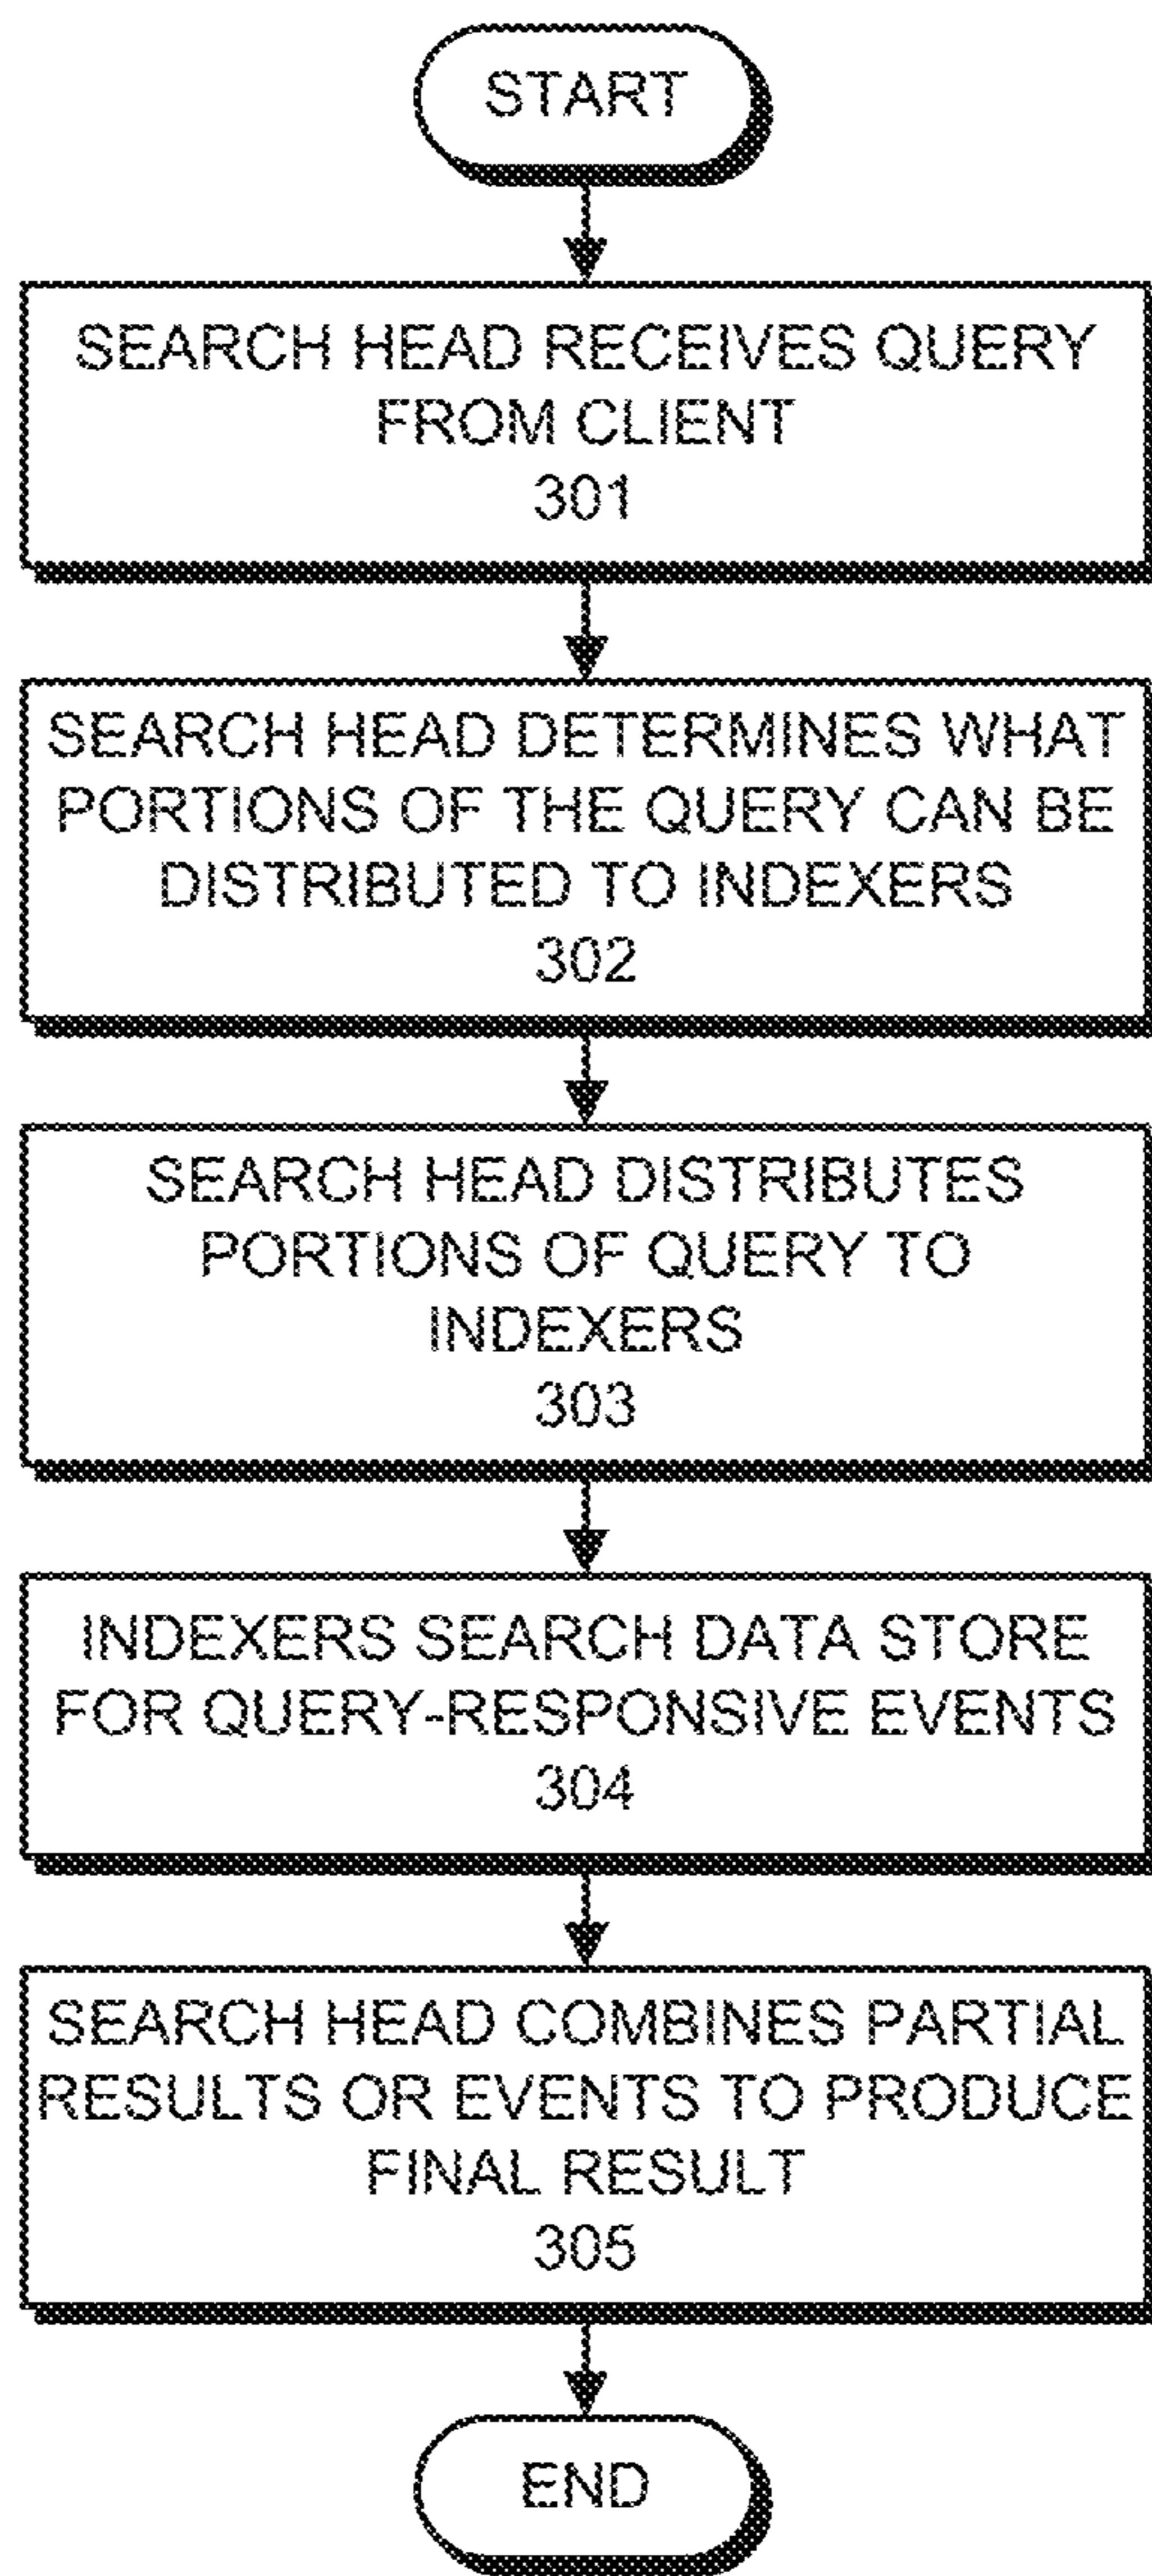 START
SEARCH HEAD RECEIVES QUERY
FROM CLIENT
301
SEARCH HEAD DETERMINES WHAT
PORTIONS OF THE QUERY CAN BE
DISTRIBUTED TO INDEXERS
302
SEARCH HEAD DISTRIBUTES
PORTIONS OF QUERY TO
INDEXERS
303
INDEXERS SEARCH DATA STORE
FOR QUERY-RESPONSIVE EVENTS
304
SEARCH HEAD COMBINES PARTIAL
RESULTS OR EVENTS TO PRODUCE
FINAL RESULT
305
END